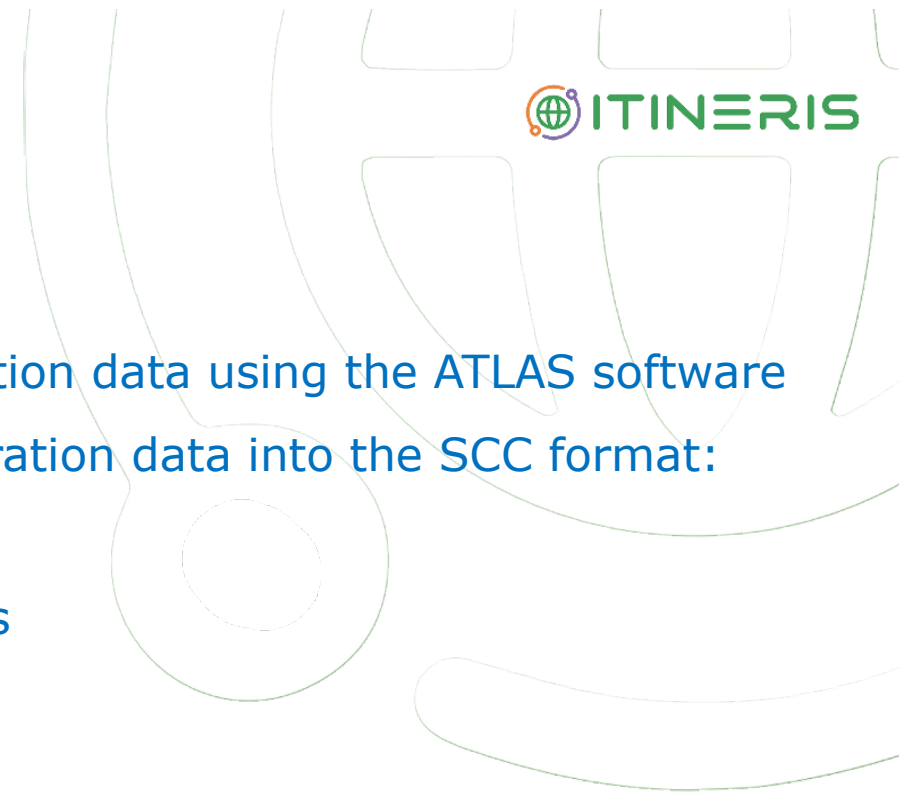 ITINERIS
tion data using the ATLAS software
ration data into the SCC format:
s